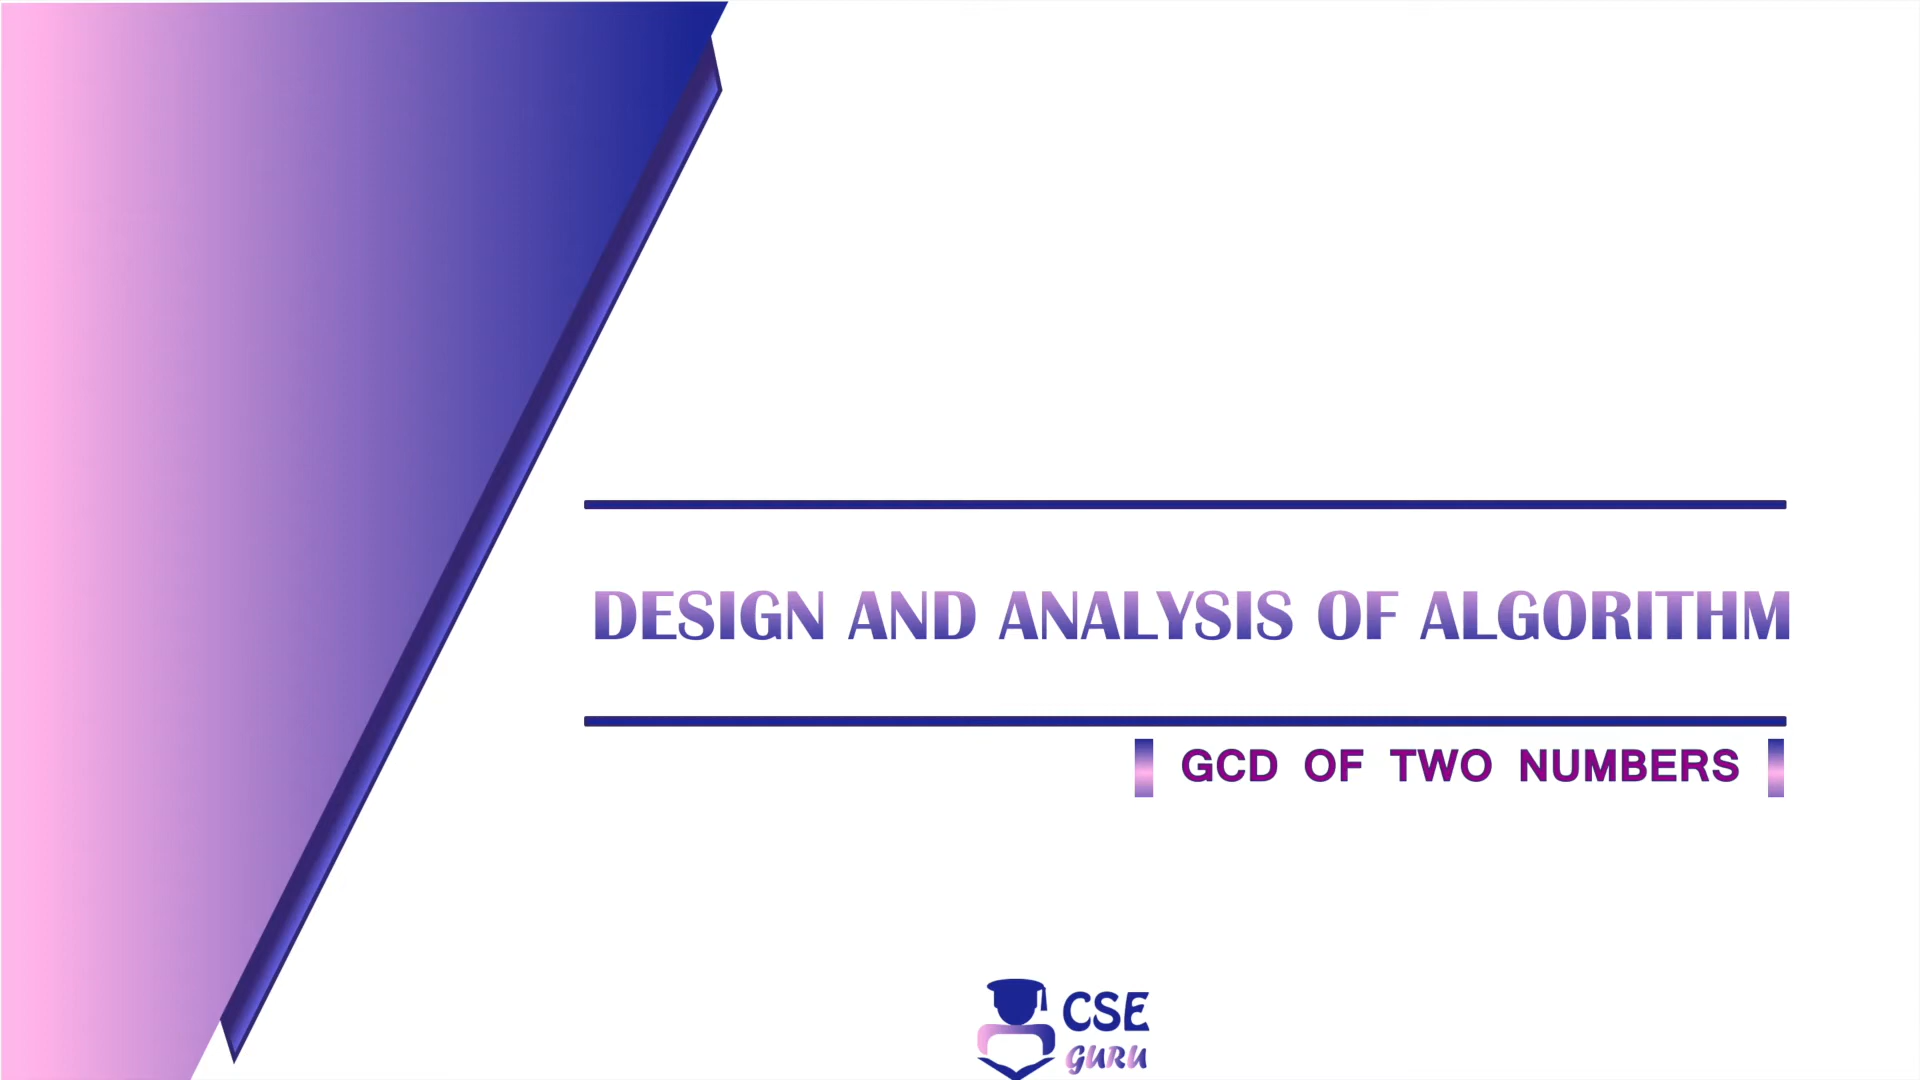 DESIGN AND ANALYSIS OF ALGORITHM
GCD OF TWO NUMBERS
CSE
GURU